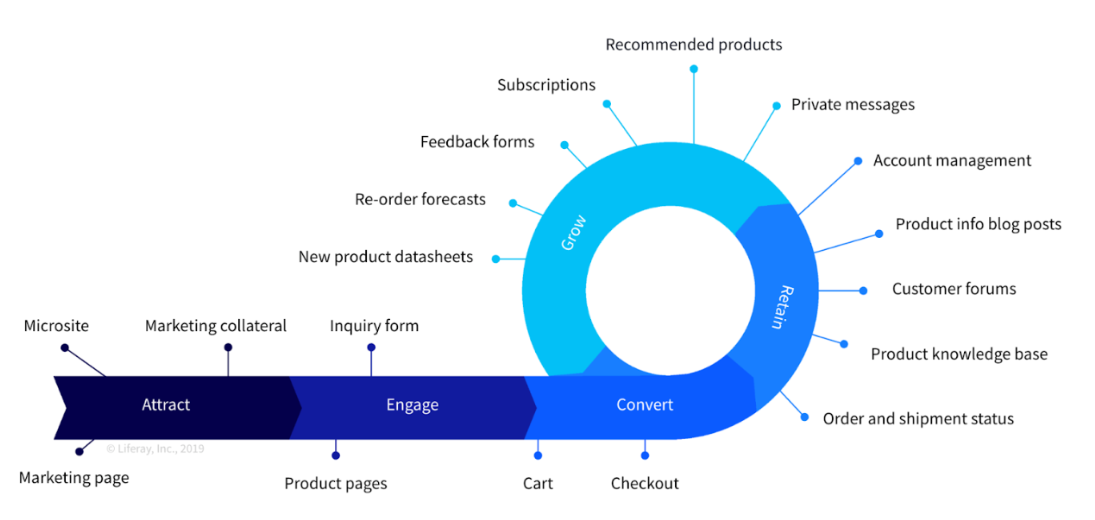 Recommended products
Subscriptions
Private messages
Feedback forms
Account management
Re-order forecasts
Grow
Product info blog posts
New product datasheets
Customer forums
Retain
Microsite
Marketing collateral
Inquiry form
Product knowledge base
Attract
Engage
Convert
Order and shipment status
© Liferay, Inc., 2019
Marketing page
Product pages
Cart
Checkout